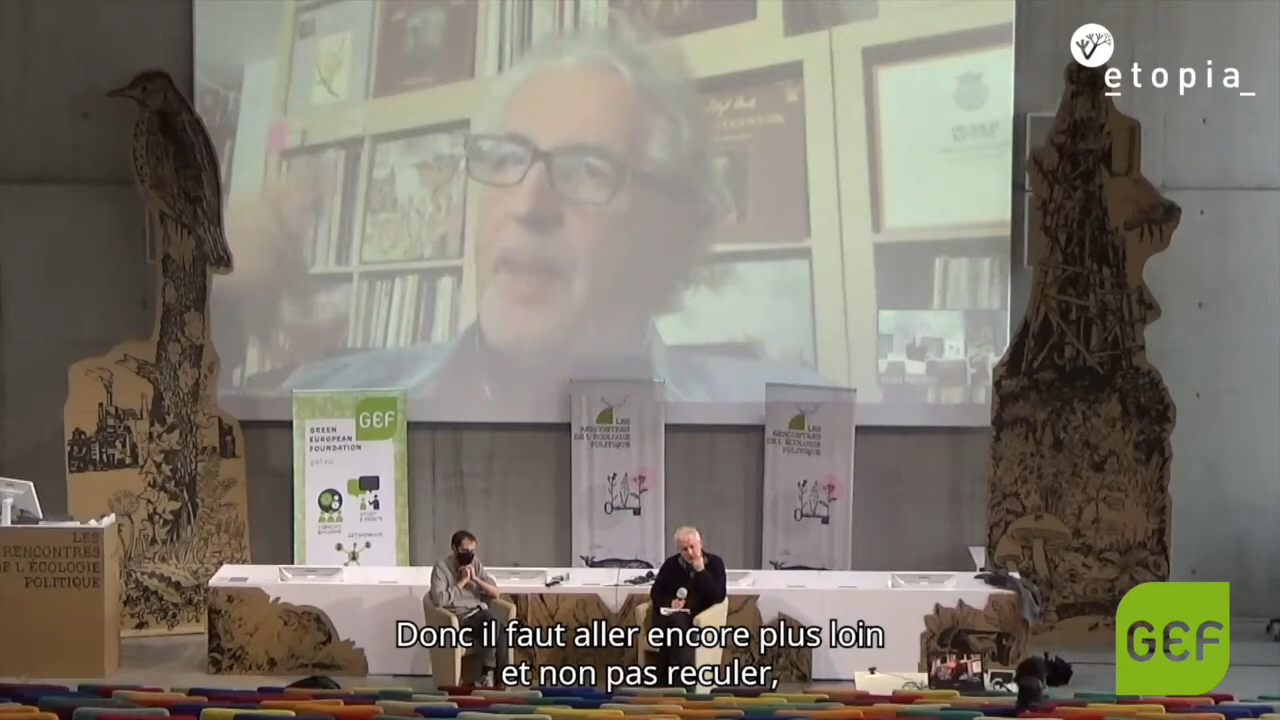 etopia_
GEF
GREEN
EUROPEAN
FOUNDATION
gef.eu
LES
RENCONTRES
DE L'ÉCOLOGIE
POLITIQUE
LES
RENCONTRES
DE L'ÉCOLOGIE
POLITIQUE
LES
RENCONTRES
DE L'ÉCOLOGIE
POLITIQUE
Donc il faut aller encore plus loin
et non pas reculer,
GEF